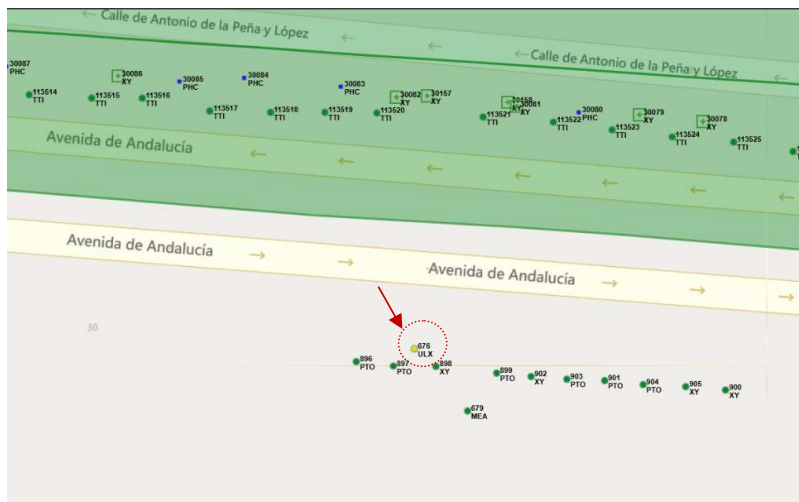 ← Calle de Antonio de la Peña y López ← ← ← Calle de Antonio de la Peña y López ←
30087
PHC
30086
XY
30085
PHC
30084
PHC
30083
PHC
30082
XY
30157
XY
30158
30081
XY
30080
PHC
30079
XY
30078
XY
113514
TTI
113515
TTI
113516
TTI
113517
TTI
113518
TTI
113519
TTI
113520
TTI
113521
TTI
113522
TTI
113523
TTI
113524
TTI
113525
TTI
Avenida de Andalucía ← ← ← ← ← ← ←
Avenida de Andalucía → → Avenida de Andalucía → → →
30
676
ULX
896
PTO
897
PTO
898
XY
899
PTO
902
XY
903
PTO
901
PTO
904
PTO
905
XY
900
XY
679
MEA